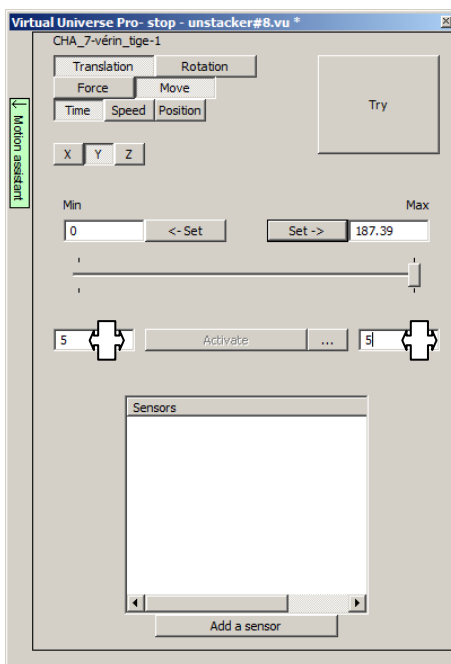 Virtual Universe Pro- stop - unstacker#8.vu *
CHA_7-vérin_tige-1
Translation Rotation
Force Move
Time Speed Position
Try
Motion assistant
X Y Z
Min Max
0 <- Set Set -> 187.39
5 Activate ... 5
Sensors
Add a sensor